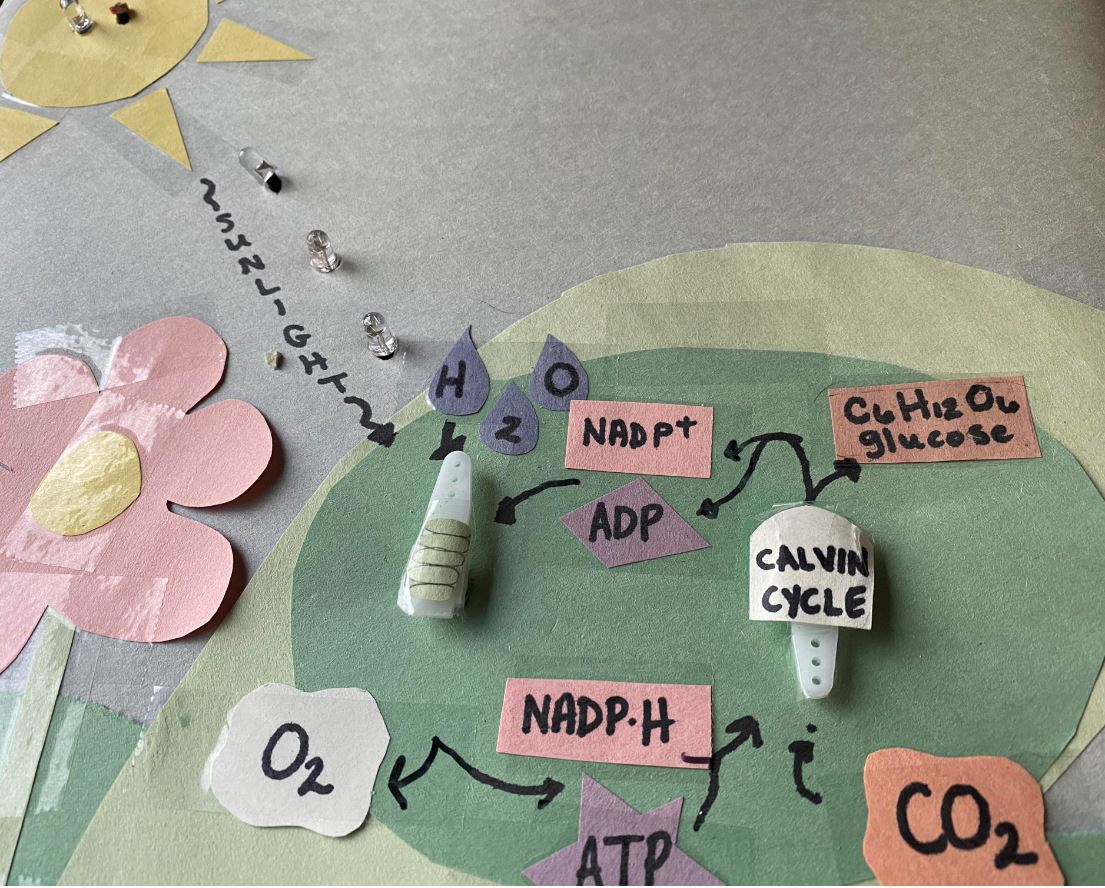 SUNLIGHT
H
2
O
NADP+
C6H12O6
glucose
ADP
CALVIN
CYCLE
NADP·H
O2
ATP
CO2